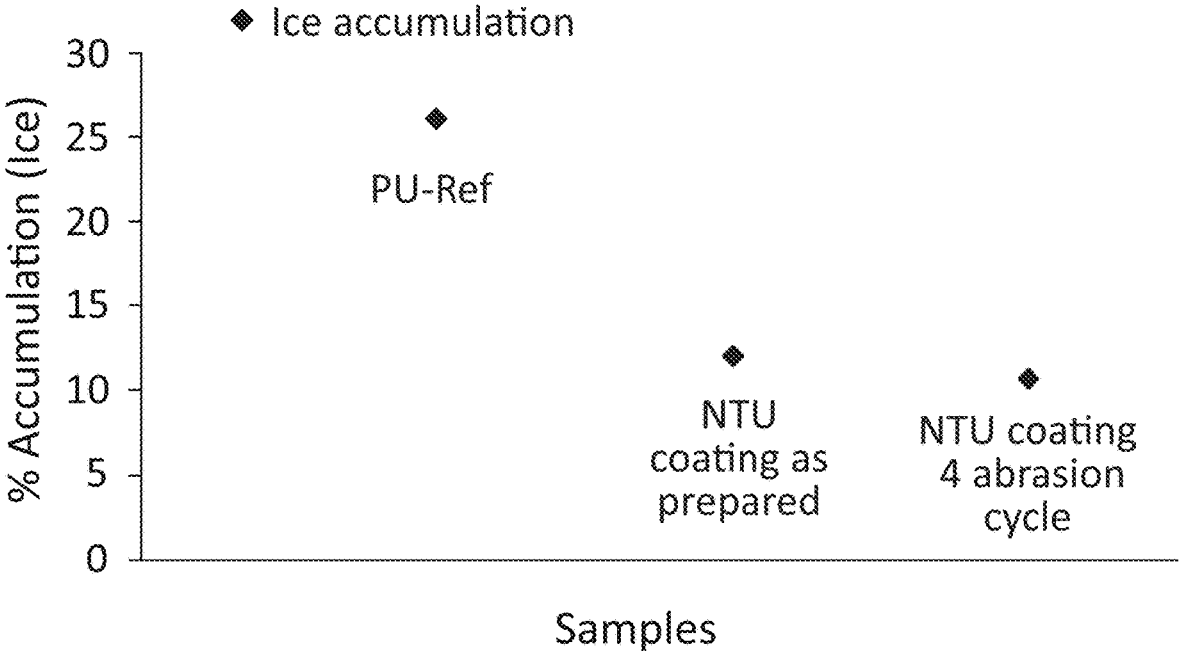 Ice accumulation
% Accumulation (Ice)
30
25
20
15
10
5
0
PU-Ref
NTU
coating as
prepared
NTU coating
4 abrasion
cycle
Samples